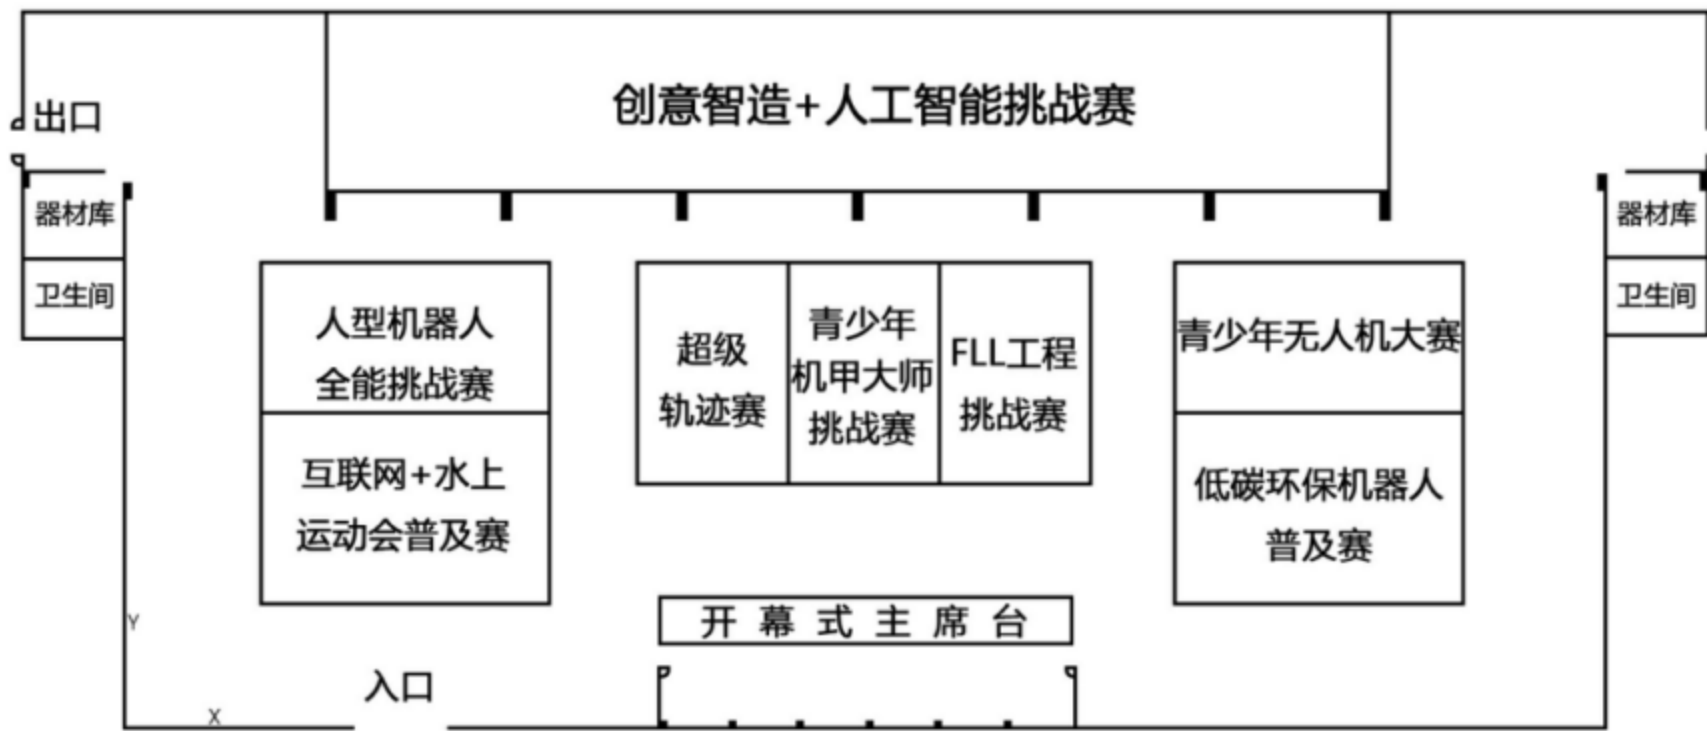 创意智造+人工智能挑战赛
出口
器材库
卫生间
人型机器人
全能挑战赛
互联网+水上
运动会普及赛
超级
轨迹赛
青少年
机甲大师
挑战赛
FLL工程
挑战赛
青少年无人机大赛
低碳环保机器人
普及赛
器材库
卫生间
开幕式主席台
Y
入口
X